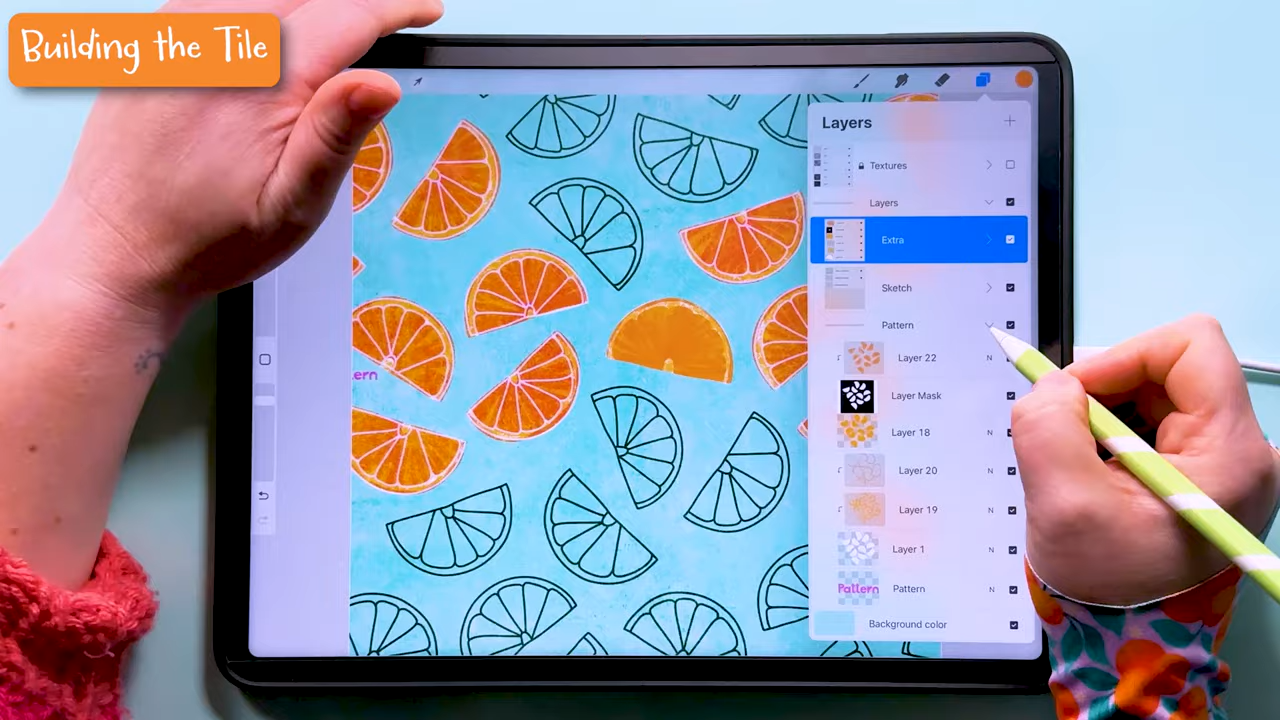 Building the Tile
Layers
Textures
Layers
Extra
Sketch
Pattern
Layer 22 N
Layer Mask
Layer 18 N
Layer 20 N
Layer 19 N
Layer 1 N
Pattern Pattern N
Background color
ern